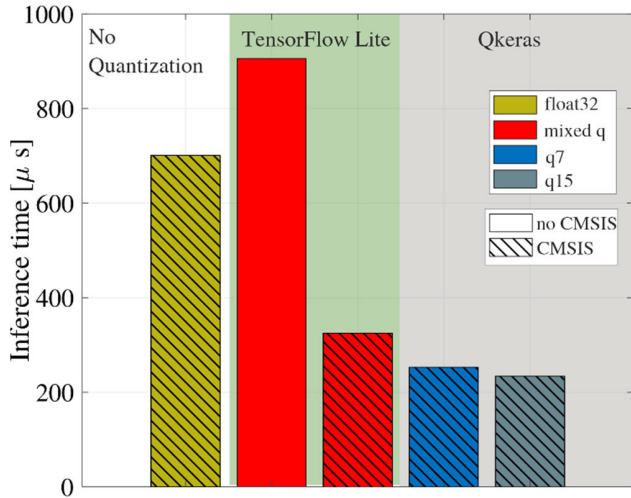 1000
800
600
400
200
0
Inference time [μ s]
No
Quantization
TensorFlow Lite
Qkeras
float32
mixed q
q7
q15
no CMSIS
CMSIS